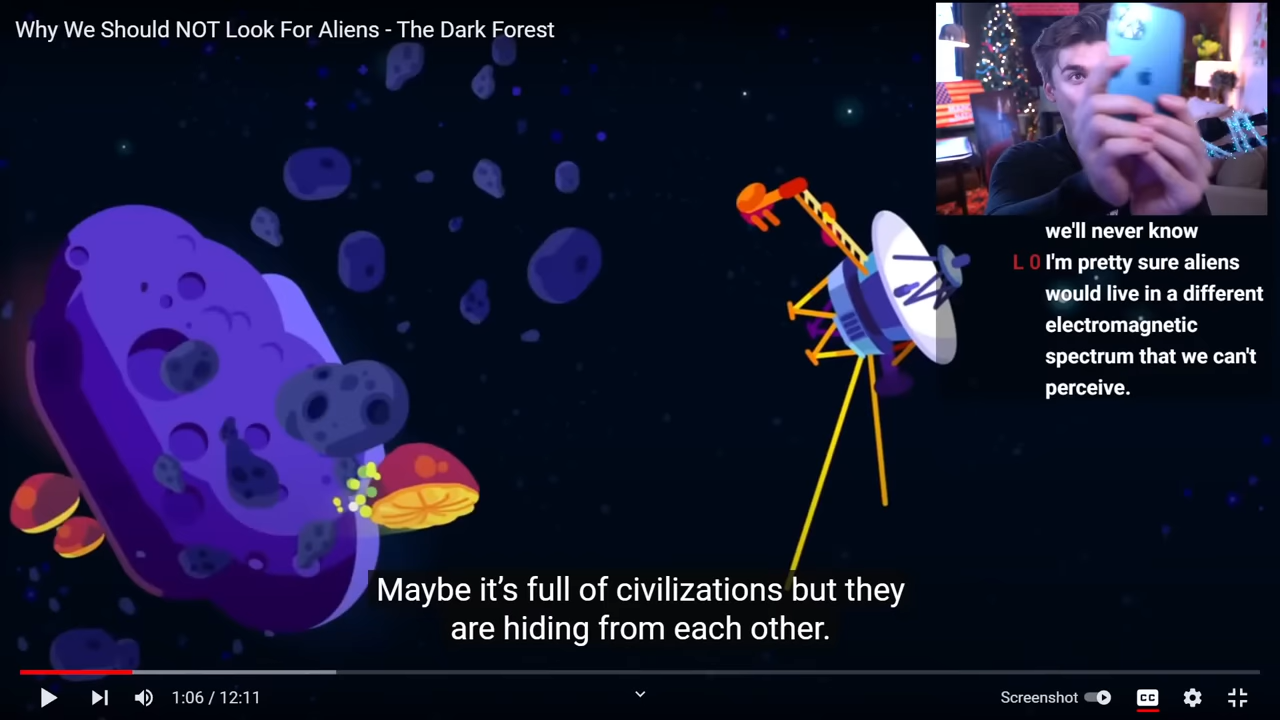 Why We Should NOT Look For Aliens - The Dark Forest
we'll never know
L 0 I'm pretty sure aliens
would live in a different
electromagnetic
spectrum that we can't
perceive.
Maybe it's full of civilizations but they
are hiding from each other.
1:06 / 12:11
Screenshot
CC